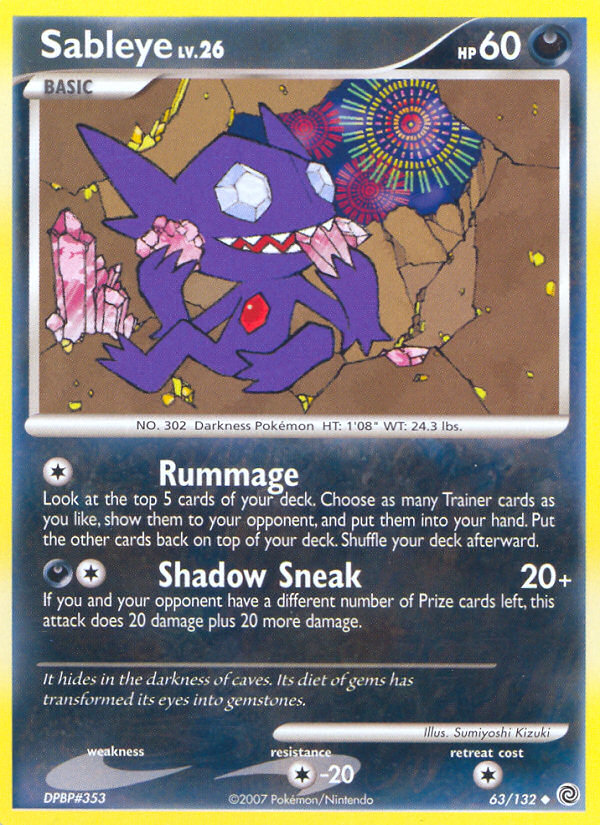 Sableye LV.26 HP 60
BASIC
NO. 302 Darkness Pokémon HT: 1'08" WT: 24.3 lbs.
Rummage
Look at the top 5 cards of your deck. Choose as many Trainer cards as
you like, show them to your opponent, and put them into your hand. Put
the other cards back on top of your deck. Shuffle your deck afterward.
Shadow Sneak 20+
If you and your opponent have a different number of Prize cards left, this
attack does 20 damage plus 20 more damage.
It hides in the darkness of caves. Its diet of gems has
transformed its eyes into gemstones.
Illus. Sumiyoshi Kizuki
weakness resistance retreat cost
-20
DPBP#353 ©2007 Pokémon/Nintendo 63/132